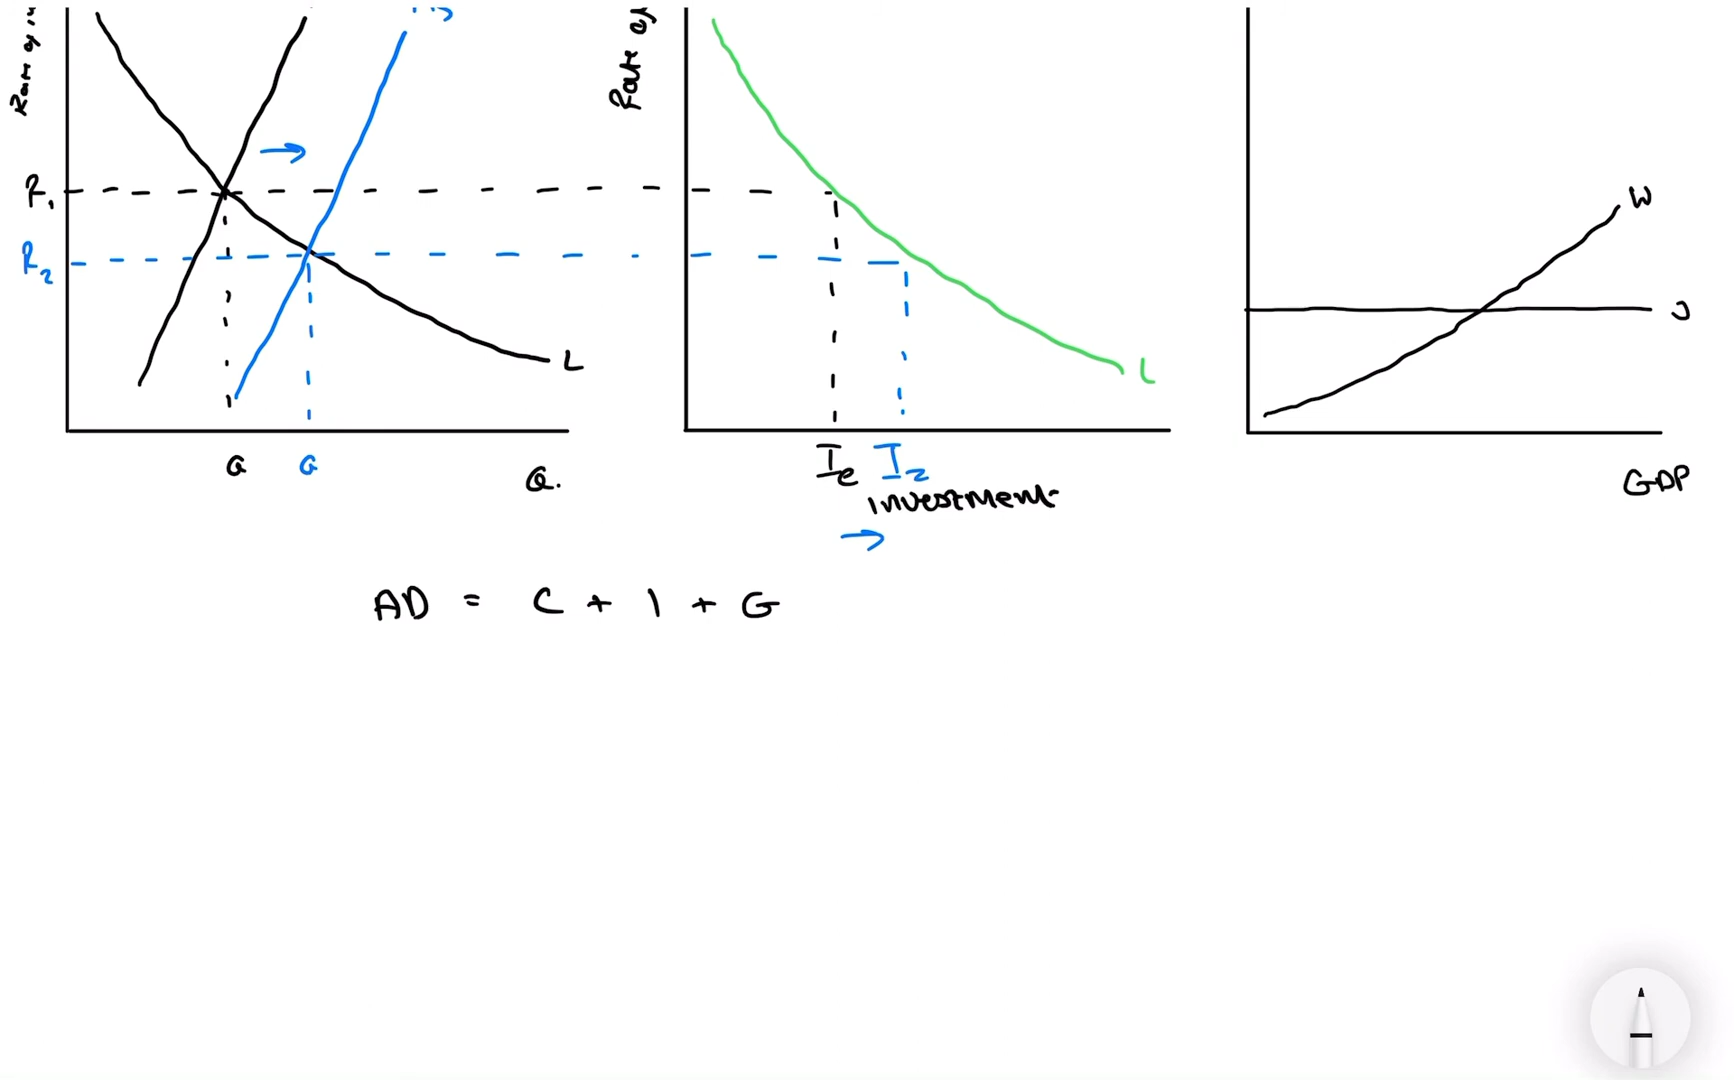 Rate of
R₁
R₂
L
L
W
J
Q
Q
Q.
Ie
I₂
Investment
GDP
AD = C + I + G